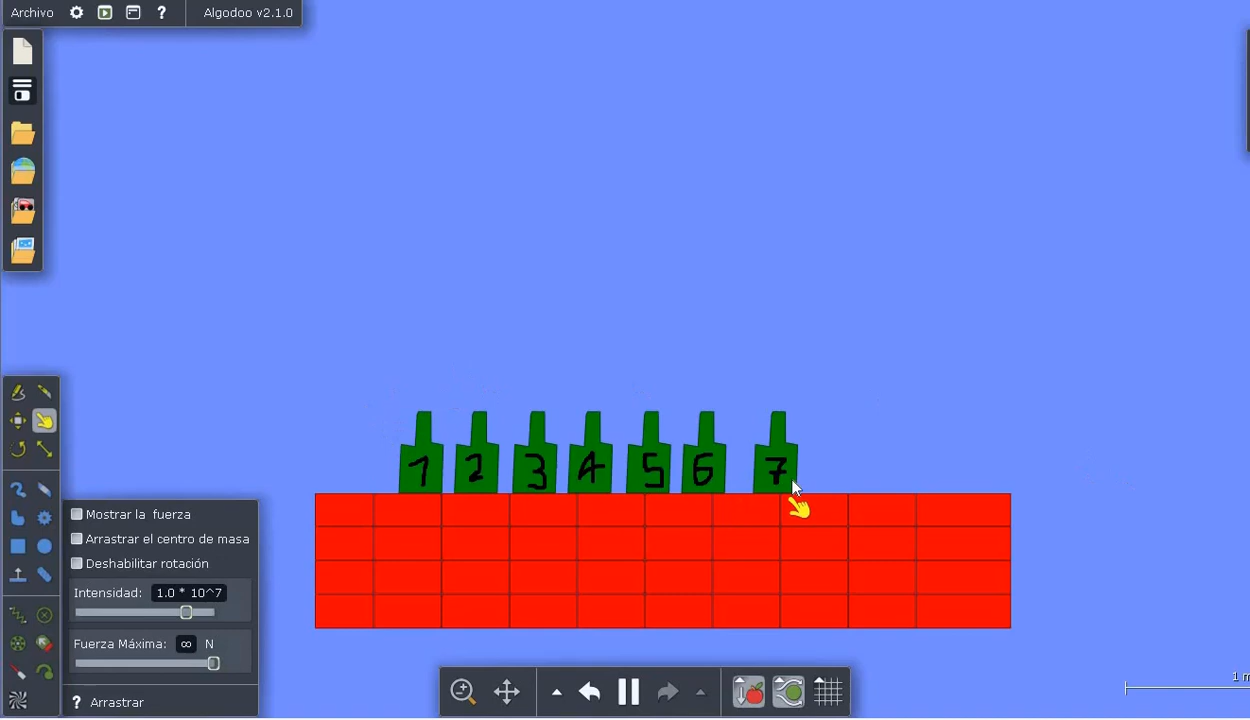 Archivo ? Algodoo v2.1.0
1 2 3 4 5 6 7
Mostrar la fuerza
Arrastrar el centro de masa
Deshabilitar rotación
Intensidad: 1.0 * 10^7
Fuerza Máxima: ∞ N
? Arrastrar
1 m